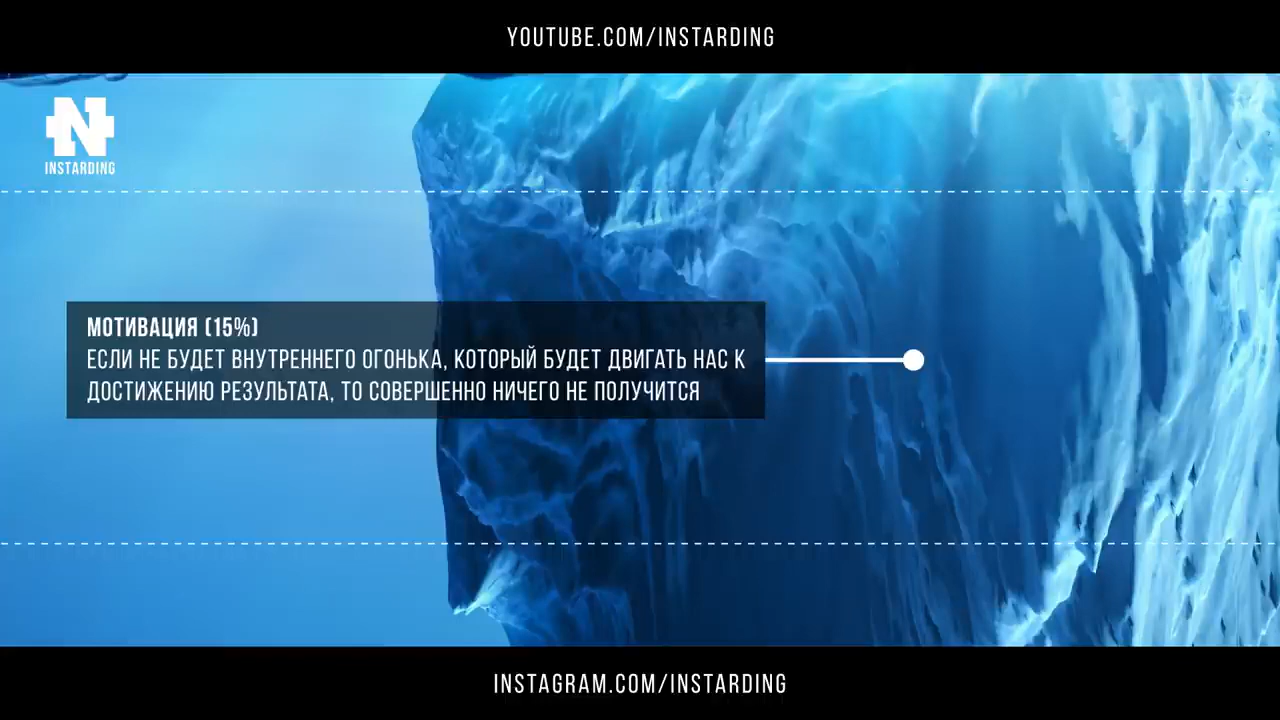 YOUTUBE.COM/INSTARDING
N
INSTARDING
МОТИВАЦИЯ (15%)
ЕСЛИ НЕ БУДЕТ ВНУТРЕННЕГО ОГОНЬКА, КОТОРЫЙ БУДЕТ ДВИГАТЬ НАС К
ДОСТИЖЕНИЮ РЕЗУЛЬТАТА, ТО СОВЕРШЕННО НИЧЕГО НЕ ПОЛУЧИТСЯ
INSTAGRAM.COM/INSTARDING